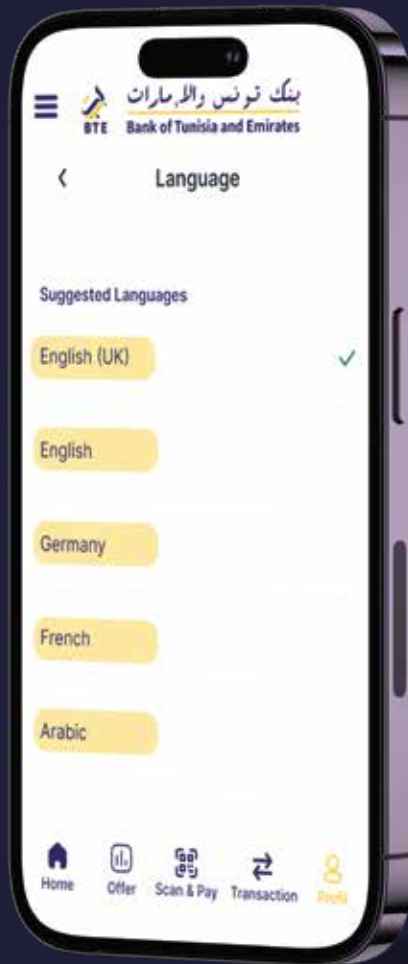 بنك تونس والإمارات
BTE Bank of Tunisia and Emirates
Language
Suggested Languages
English (UK)
English
Germany
French
Arabic
Home Offer Scan & Pay Transaction Profil